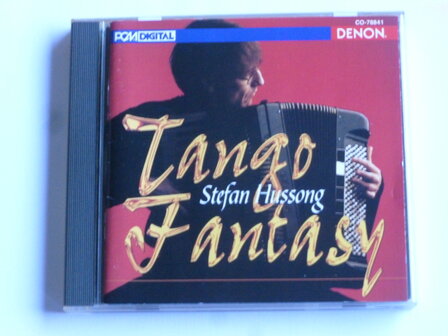 PCM DIGITAL
CO-78841
DENON.
Tango
Stefan Hussong
Fantasy